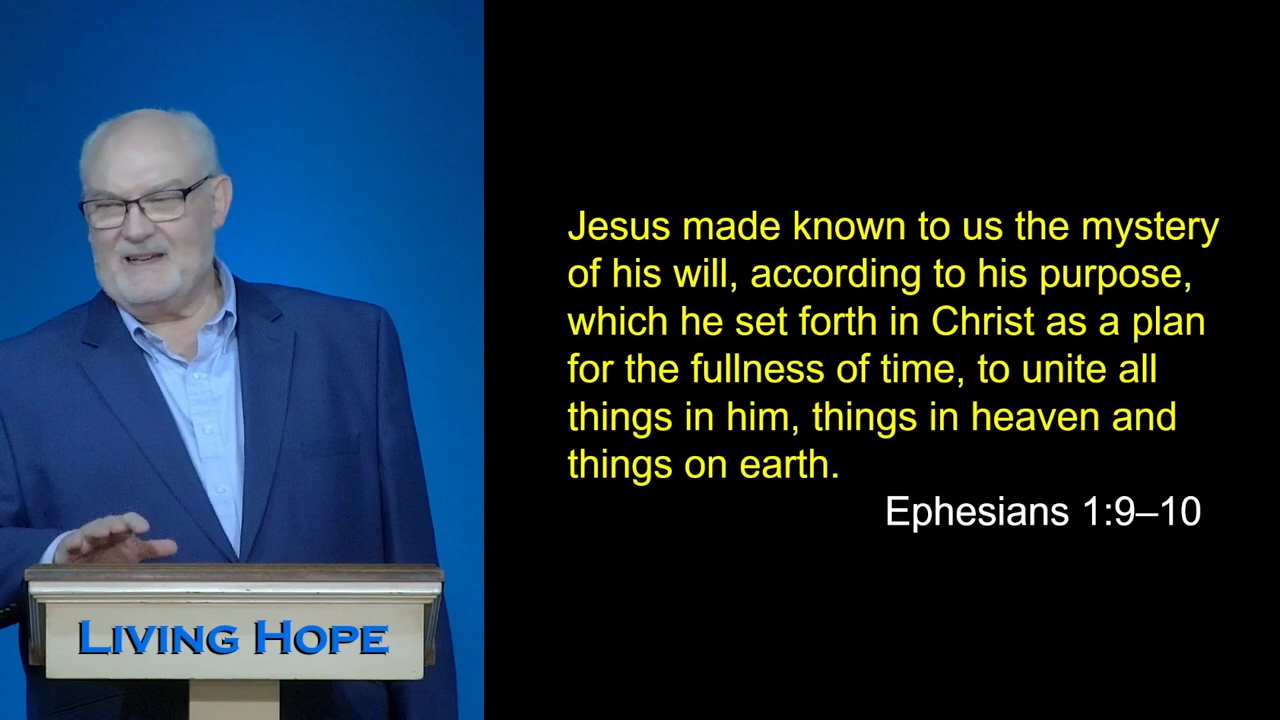 Jesus made known to us the mystery
of his will, according to his purpose,
which he set forth in Christ as a plan
for the fullness of time, to unite all
things in him, things in heaven and
things on earth.
Ephesians 1:9–10
LIVING HOPE